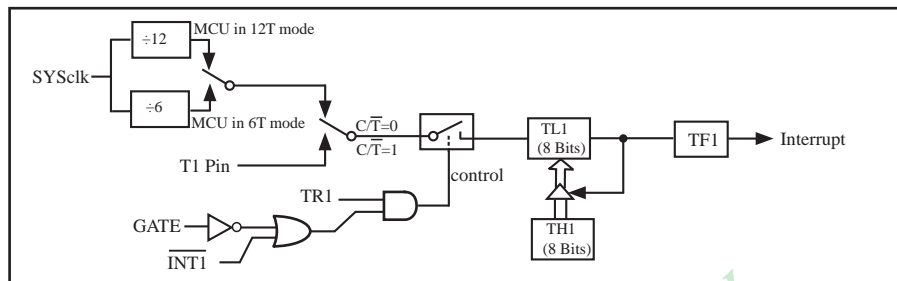 ÷12
MCU in 12T mode
SYSclk
÷6
MCU in 6T mode
C/T̅=0
C/T̅=1
T1 Pin
control
TL1
(8 Bits)
TF1
Interrupt
TR1
TH1
(8 Bits)
GATE
I̅N̅T̅1̅